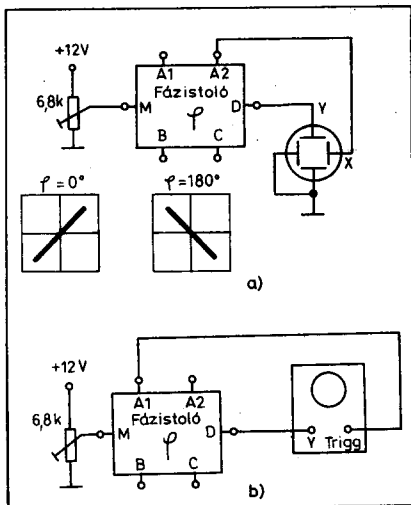 +12V
6,8k
A1 A2
Fázistoló
M φ D
B C
Y
X
φ=0° φ=180°
a)
+12V
6,8k
A1 A2
Fázistoló
M φ D
B C
Y Trigg
b)